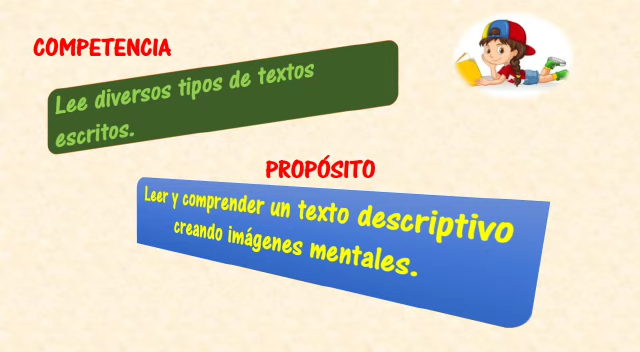 COMPETENCIA
Lee diversos tipos de textos
escritos.
PROPÓSITO
Leer y comprender un texto descriptivo
creando imágenes mentales.